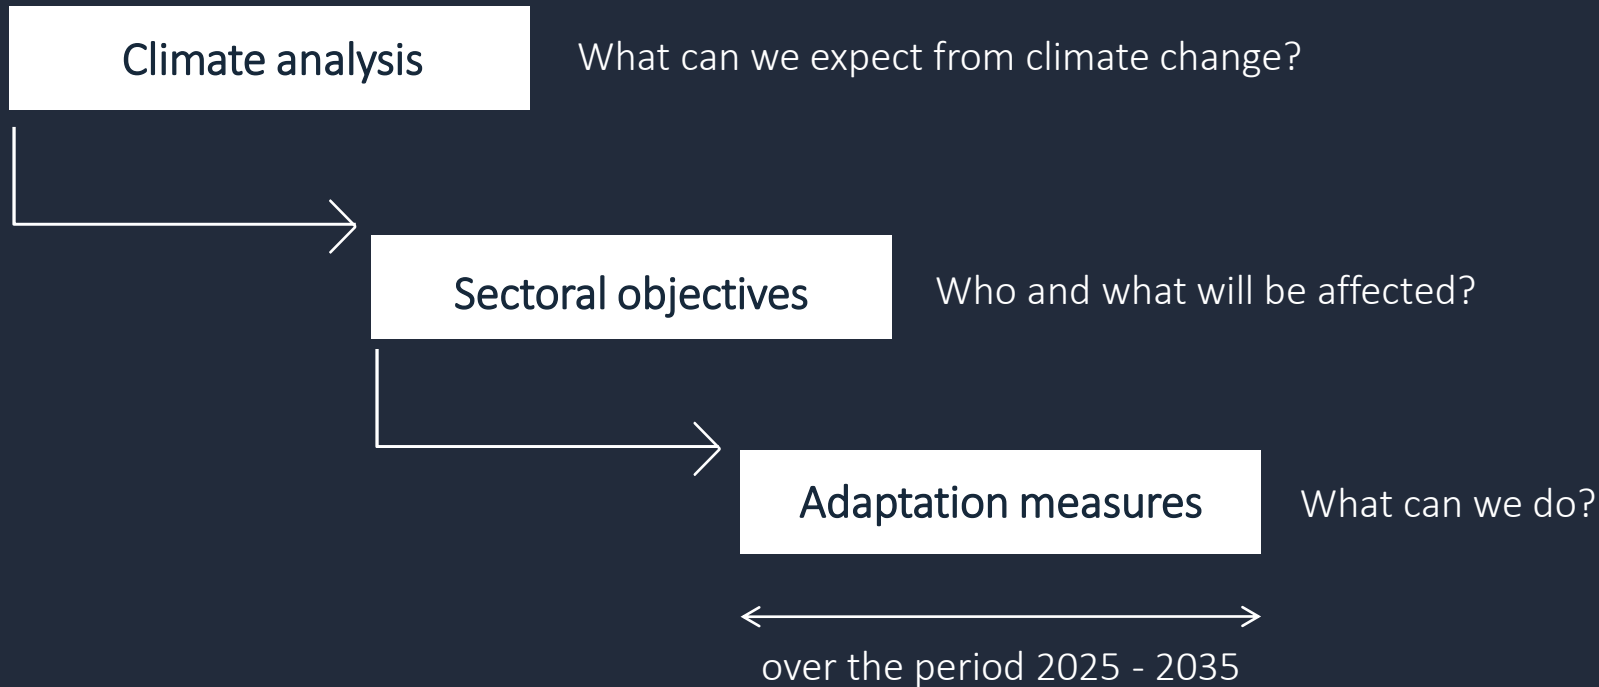 Climate analysis
What can we expect from climate change?
Sectoral objectives
Who and what will be affected?
Adaptation measures
What can we do?
over the period 2025 - 2035